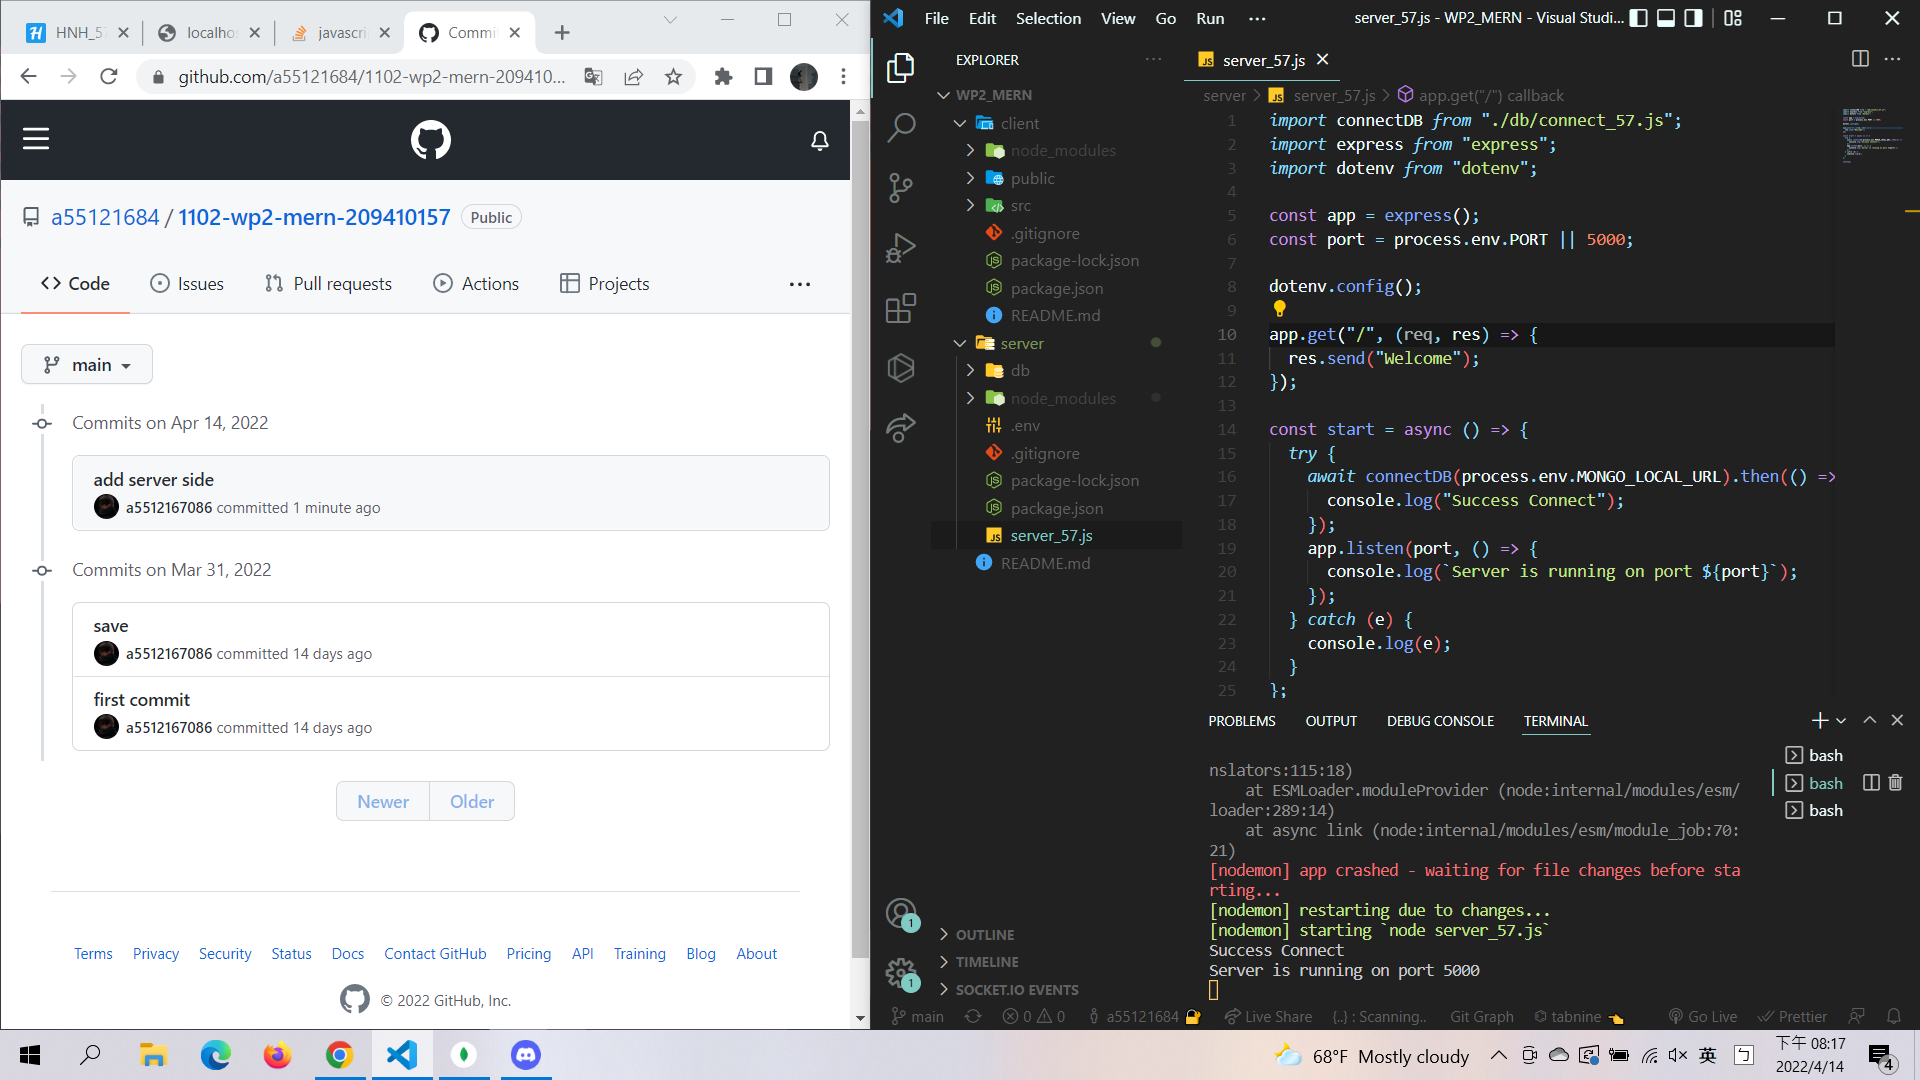 HNH_57
localhos
javascri
Commi
github.com/a55121684/1102-wp2-mern-209410...
a55121684 / 1102-wp2-mern-209410157 Public
Code Issues Pull requests Actions Projects ...
main
Commits on Apr 14, 2022
add server side
a5512167086 committed 1 minute ago
Commits on Mar 31, 2022
save
a5512167086 committed 14 days ago
first commit
a5512167086 committed 14 days ago
Newer Older
Terms Privacy Security Status Docs Contact GitHub Pricing API Training Blog About
© 2022 GitHub, Inc.
File Edit Selection View Go Run ... server_57.js - WP2_MERN - Visual Studi...
EXPLORER
WP2_MERN
client
node_modules
public
src
.gitignore
package-lock.json
package.json
README.md
server
db
node_modules
.env
.gitignore
package-lock.json
package.json
server_57.js
README.md
OUTLINE
TIMELINE
SOCKET.IO EVENTS
1
1
server_57.js
server > server_57.js > app.get("/") callback
1 import connectDB from "./db/connect_57.js";
2 import express from "express";
3 import dotenv from "dotenv";
4
5 const app = express();
6 const port = process.env.PORT || 5000;
7
8 dotenv.config();
9
10 app.get("/", (req, res) => {
11 res.send("Welcome");
12 });
13
14 const start = async () => {
15 try {
16 await connectDB(process.env.MONGO_LOCAL_URL).then(() =>
17 console.log("Success Connect");
18 });
19 app.listen(port, () => {
20 console.log(`Server is running on port ${port}`);
21 });
22 } catch (e) {
23 console.log(e);
24 }
25 };
PROBLEMS OUTPUT DEBUG CONSOLE TERMINAL
nslators:115:18)
at ESMLoader.moduleProvider (node:internal/modules/esm/
loader:289:14)
at async link (node:internal/modules/esm/module_job:70:
21)
[nodemon] app crashed - waiting for file changes before sta
rting...
[nodemon] restarting due to changes...
[nodemon] starting `node server_57.js`
Success Connect
Server is running on port 5000
bash
bash
bash
main 0 0 a55121684 Live Share {..} : Scanning.. Git Graph tabnine Go Live Prettier
68°F Mostly cloudy 英 下午 08:17
2022/4/14
4